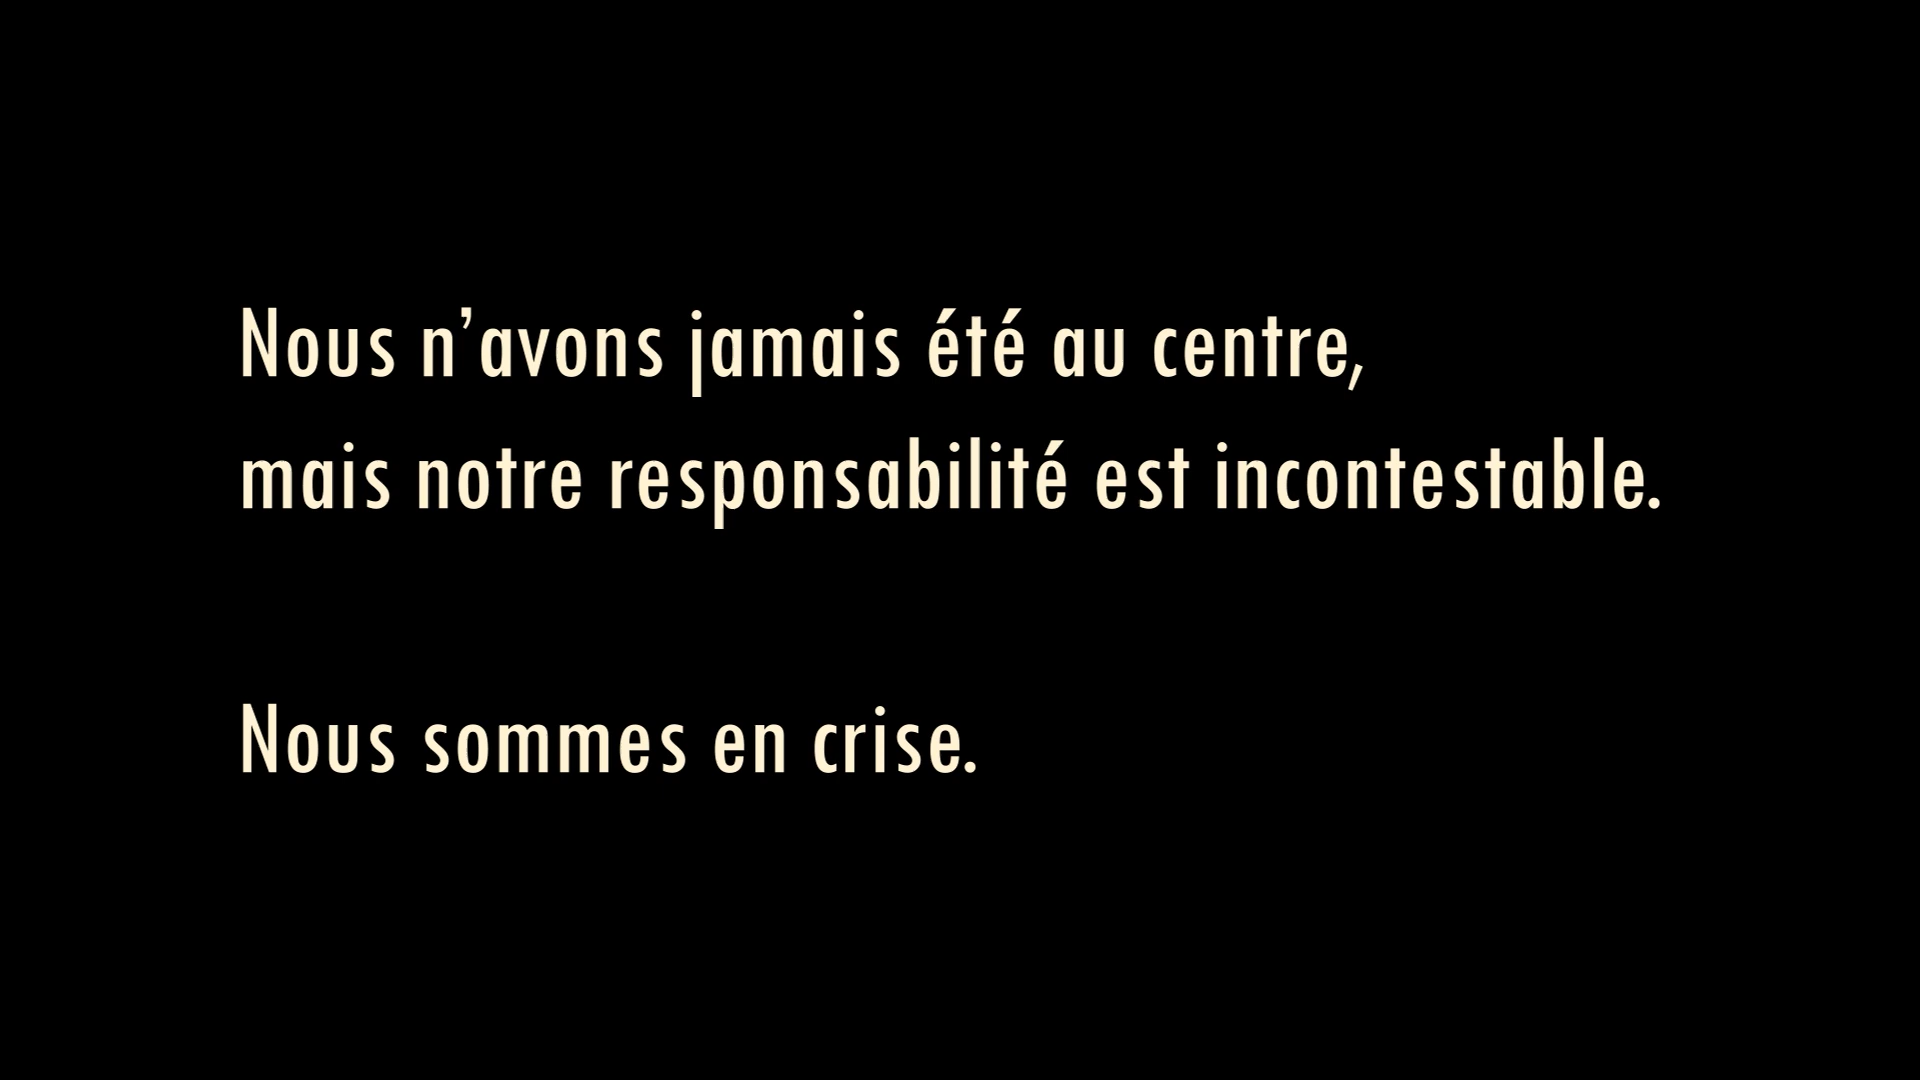 Nous n’avons jamais été au centre,
mais notre responsabilité est incontestable.
Nous sommes en crise.